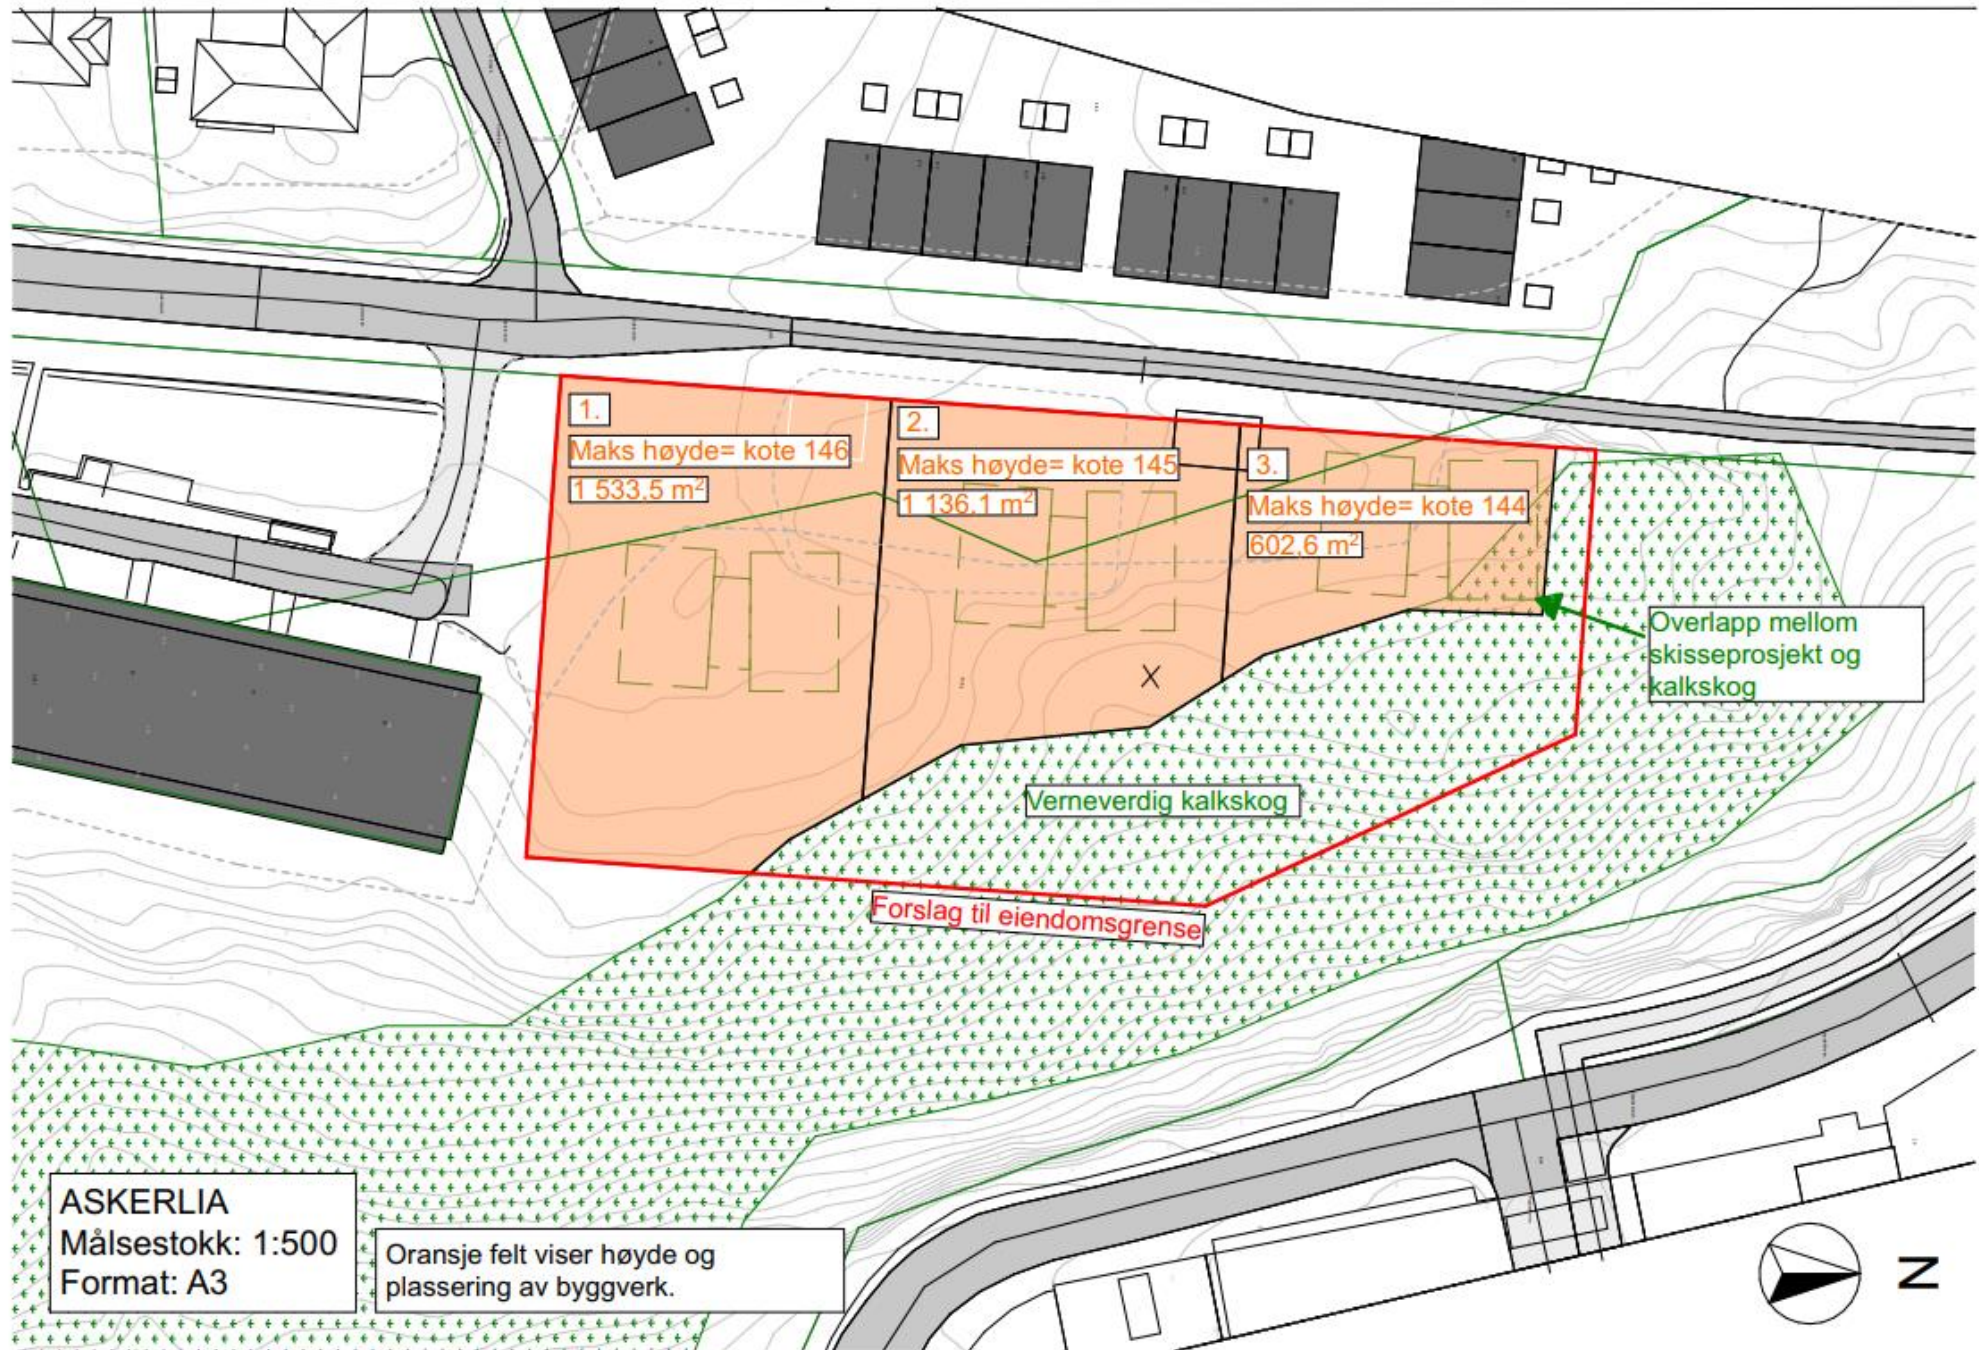 1.
Maks høyde= kote 146
1 533,5 m²
2.
Maks høyde= kote 145
1 136,1 m²
3.
Maks høyde= kote 144
602,6 m²
Overlapp mellom
skisseprosjekt og
kalkskog
Verneverdig kalkskog
Forslag til eiendomsgrense
ASKERLIA
Målsestokk: 1:500
Format: A3
Oransje felt viser høyde og
plassering av byggverk.
N